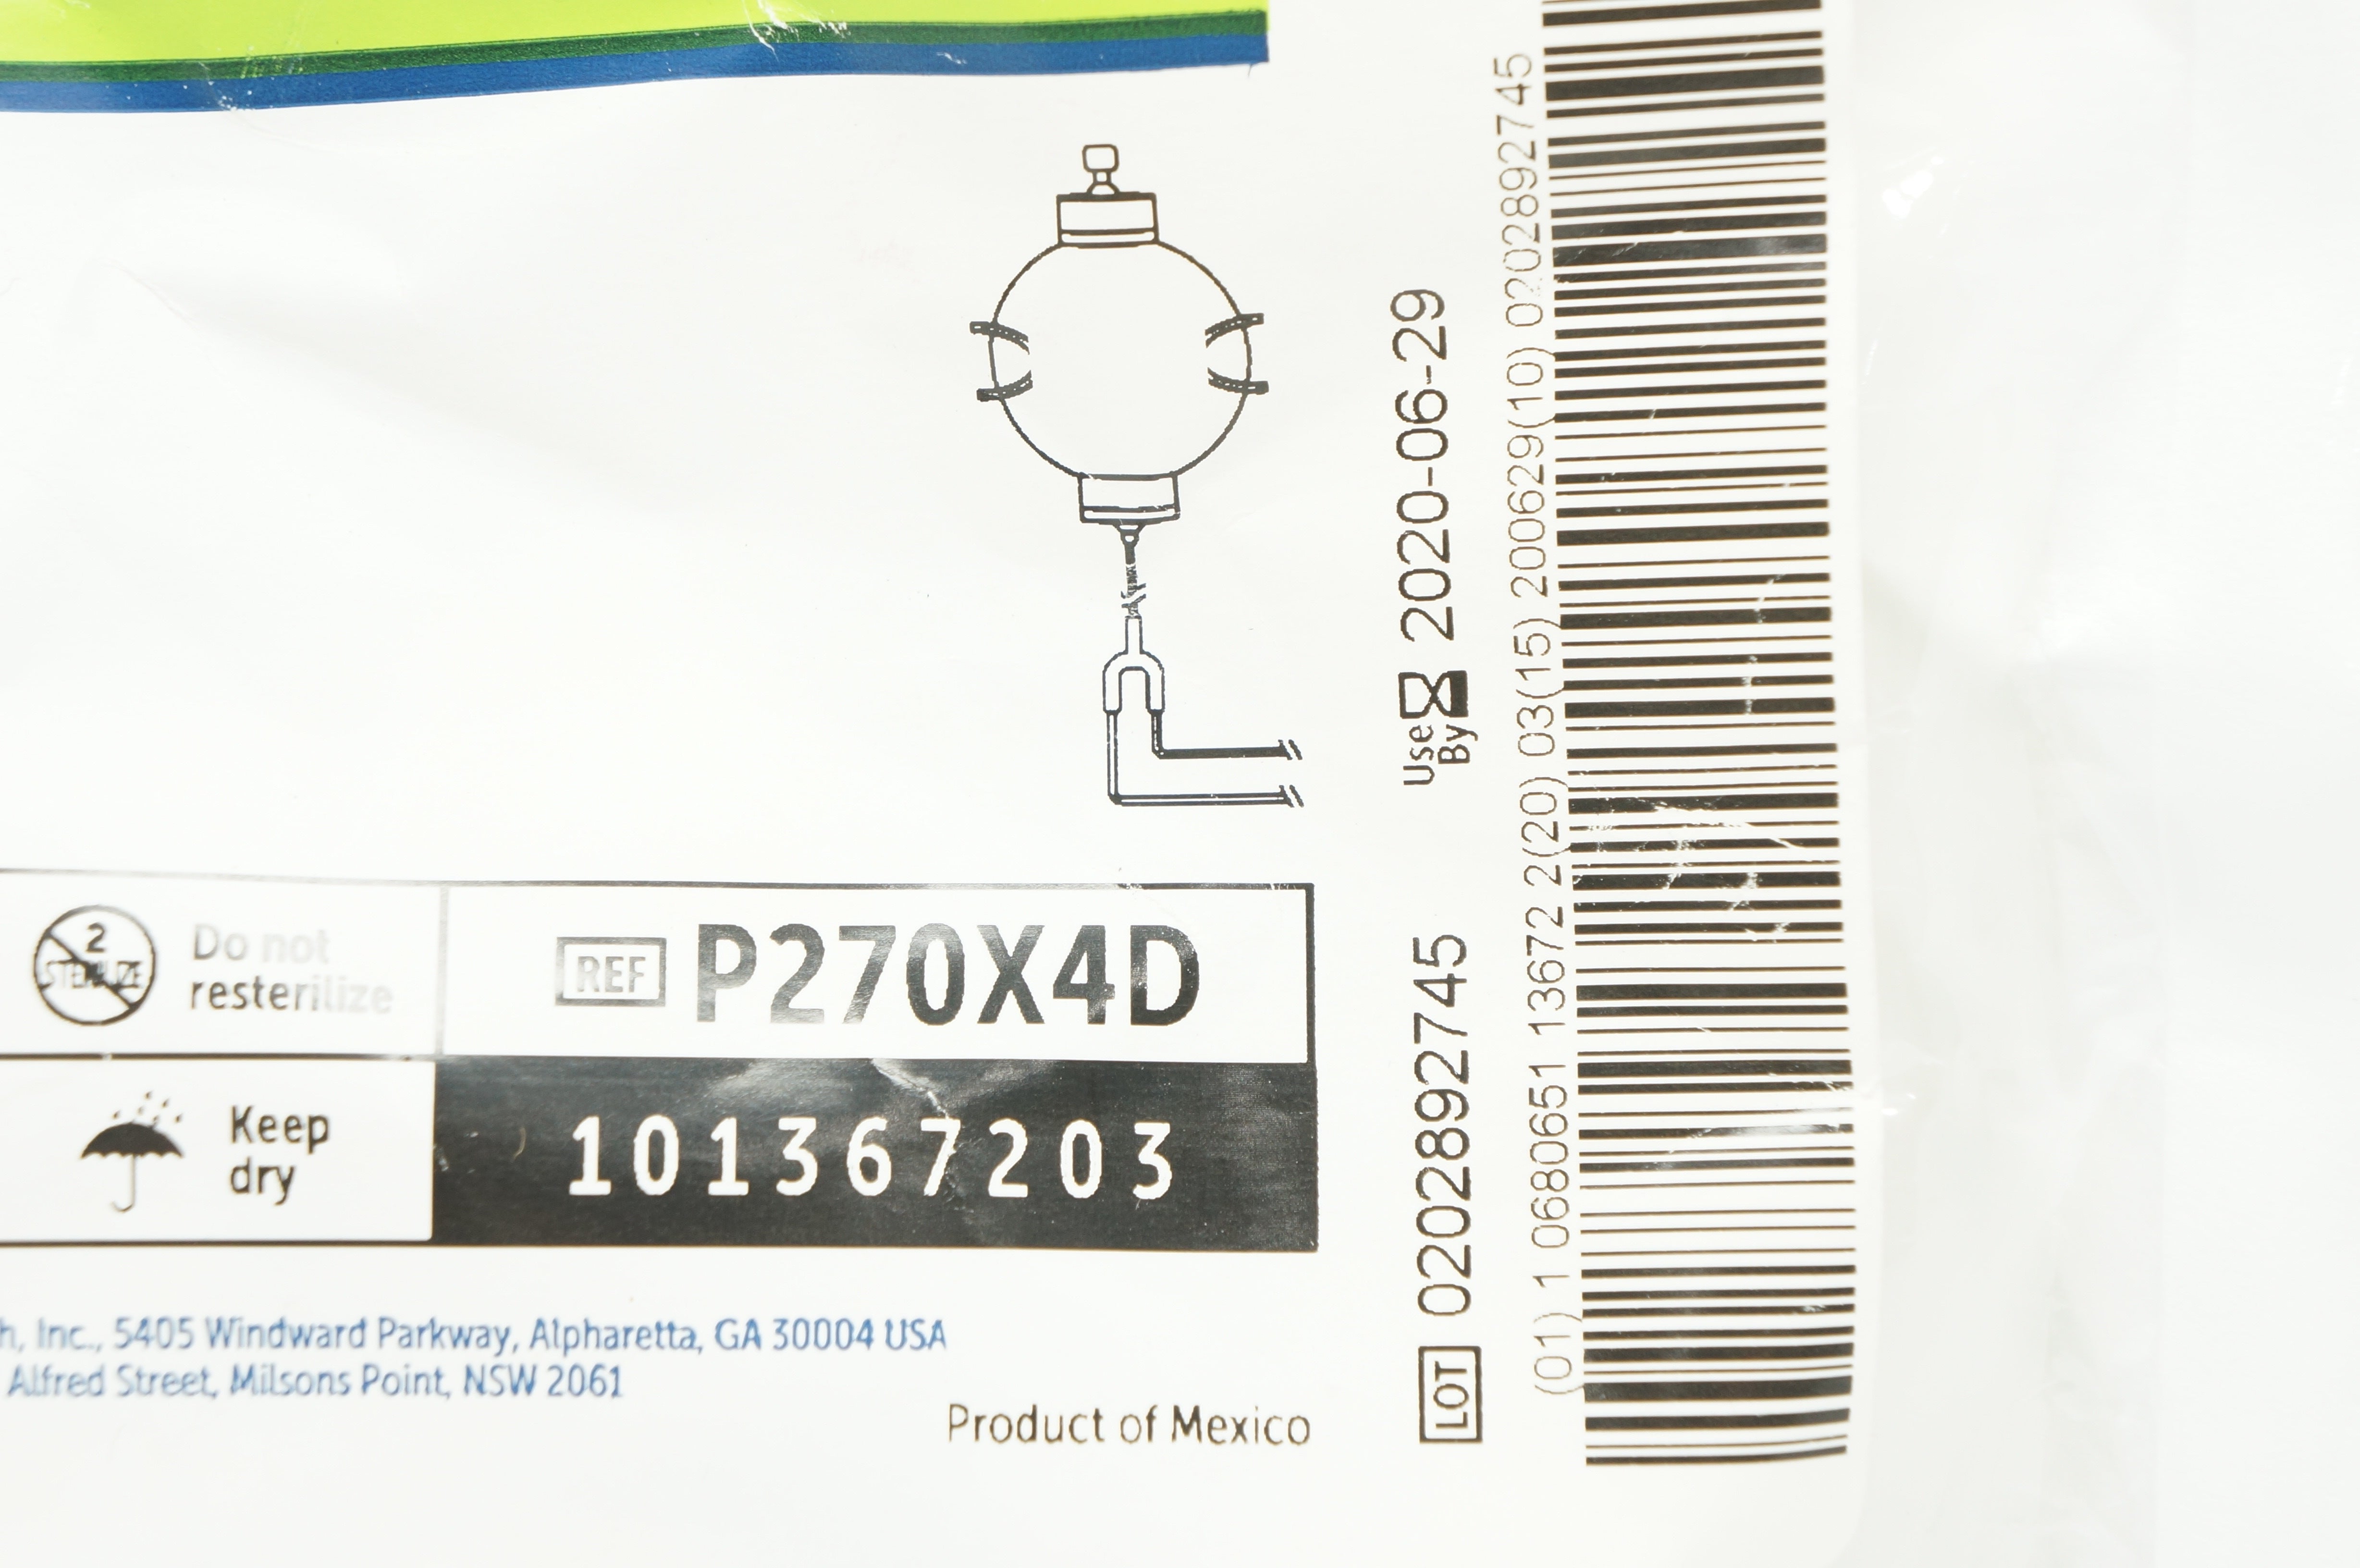 2
STERILIZE
Do not
resterilize
REF P270X4D
Keep
dry
101367203
h, Inc., 5405 Windward Parkway, Alpharetta, GA 30004 USA
Alfred Street, Milsons Point, NSW 2061
Product of Mexico
LOT 0202892745
Use
By 2020-06-29
(01) 1 0680651 13672 2(20) 03(15) 200629(10) 0202892745